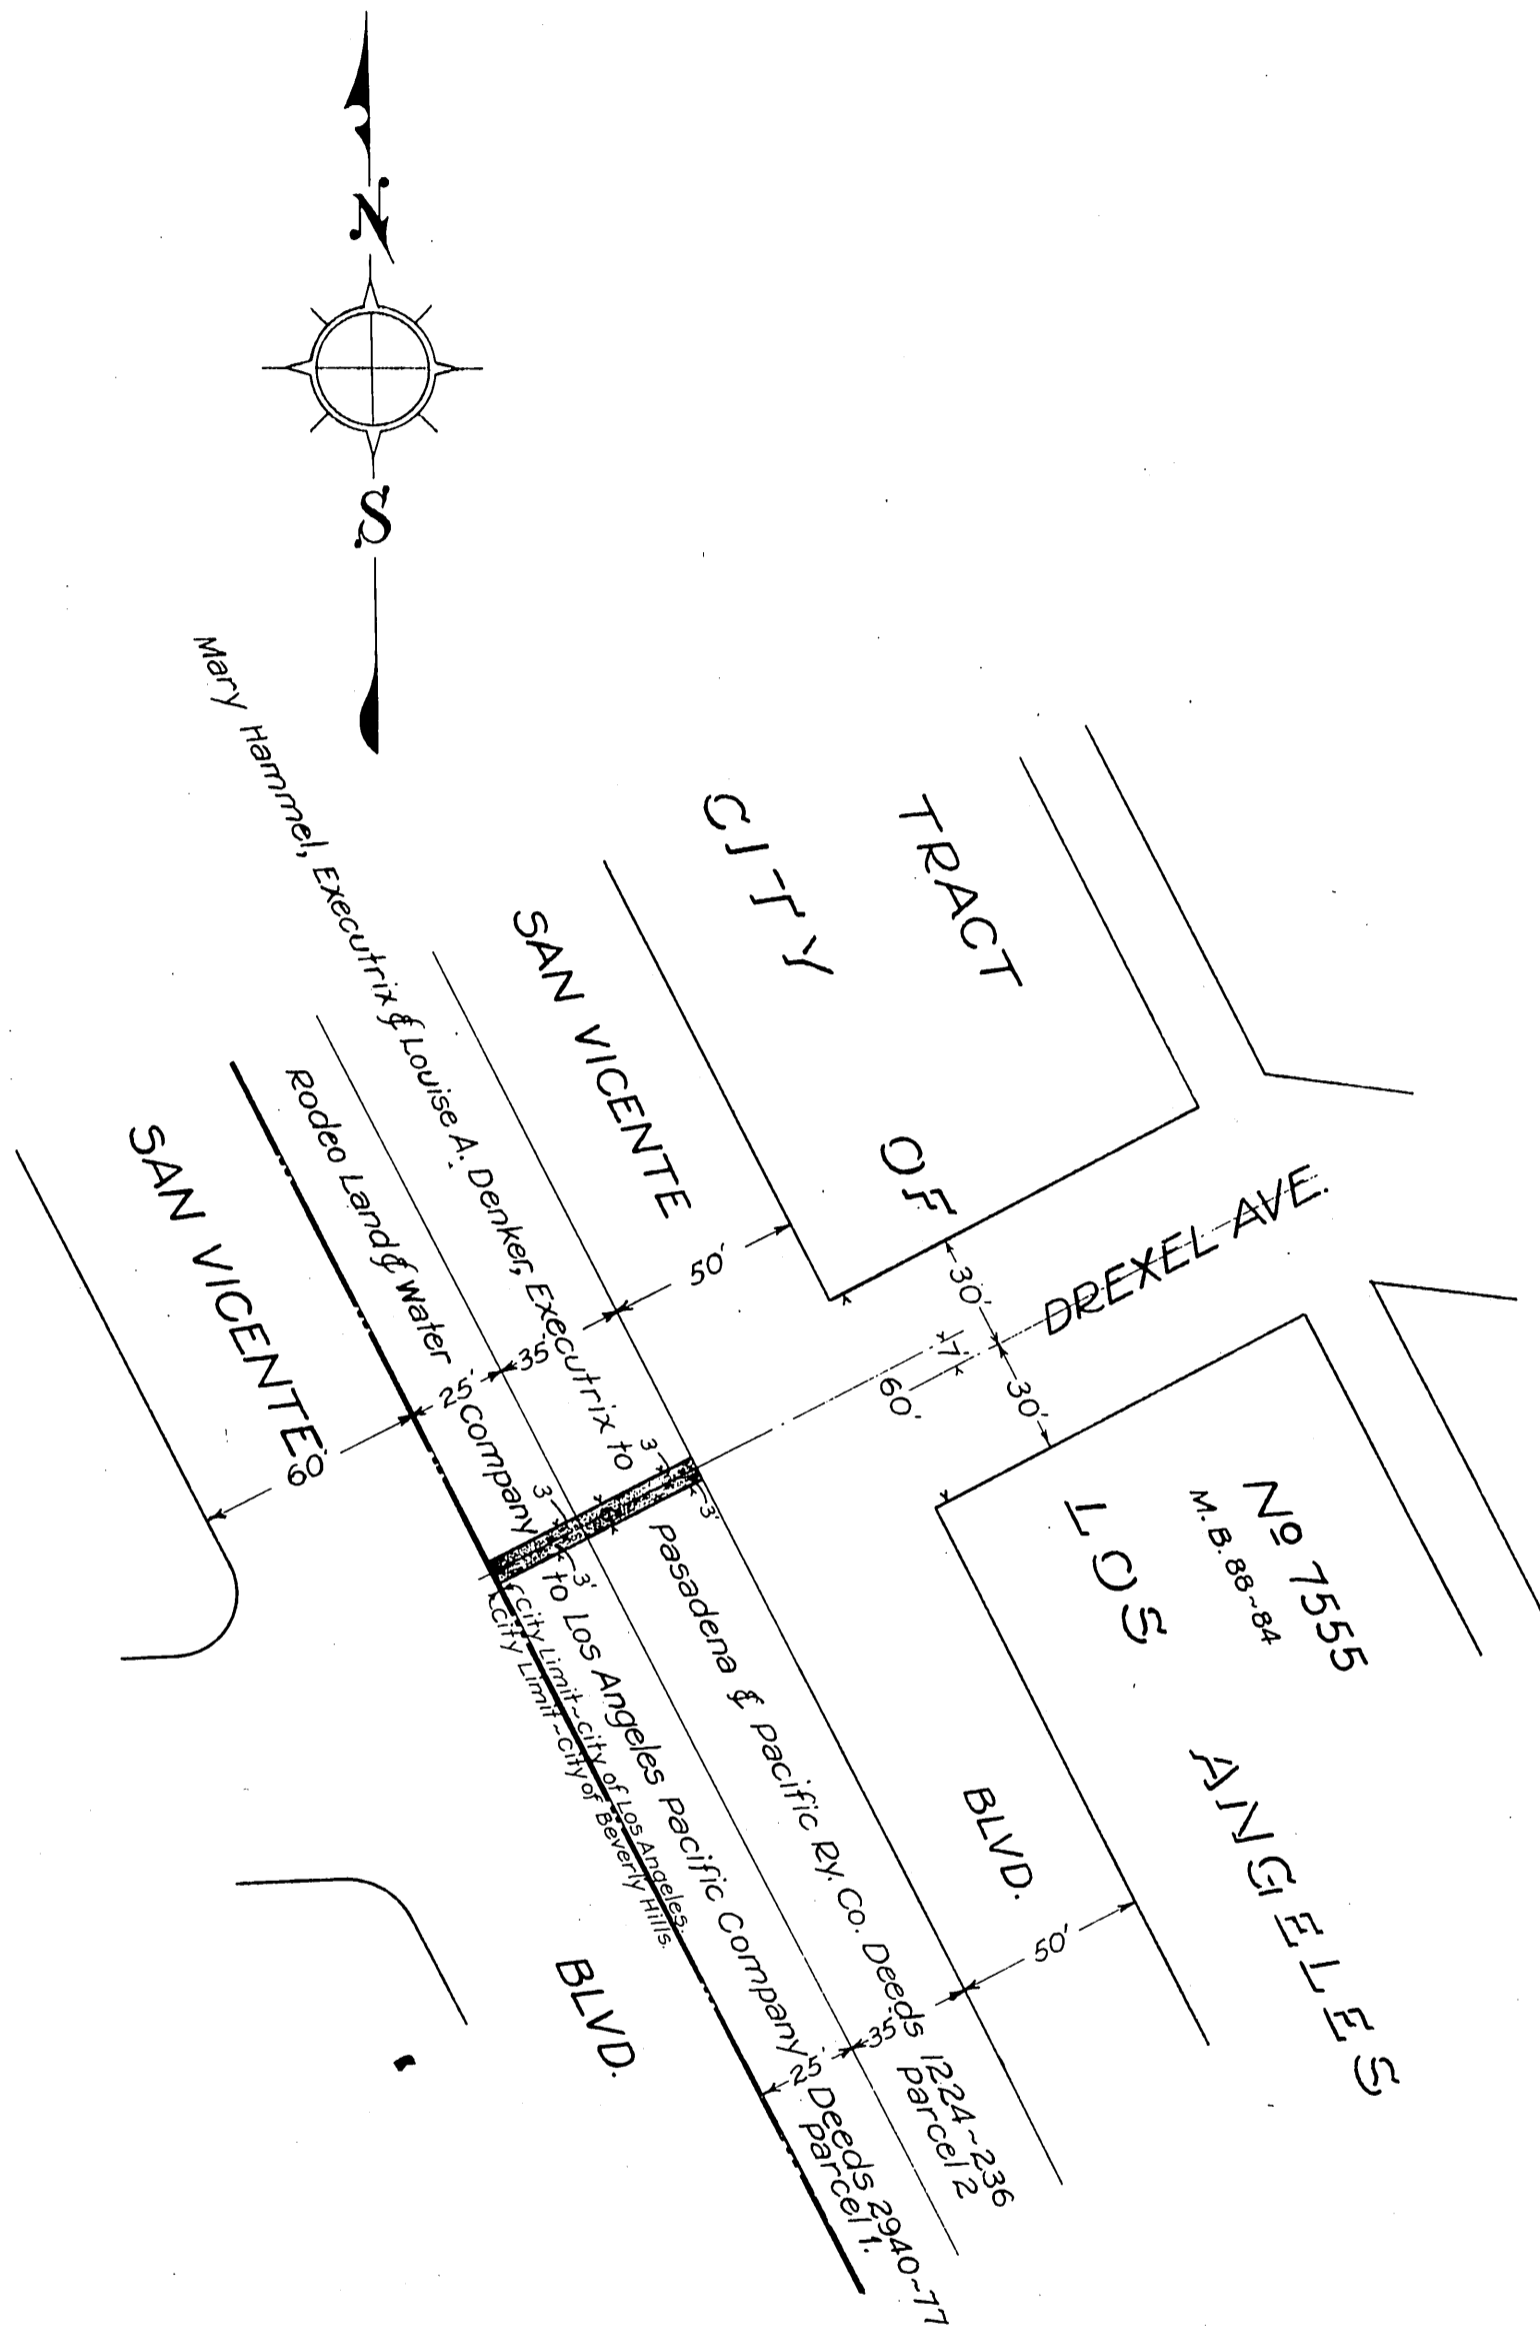 N
S
TRACT
Nº 7555
M.B. 88~84
CITY OF LOS ANGELES
DREXEL AVE.
30'
30'
7'
60'
SAN VICENTE BLVD.
50'
50'
Mary Hammel, Executrix & Louise A. Denker, Executrix to Pasadena & Pacific Ry. Co. Deeds 1224~236
Parcel 2
35'
35'
3'
3'
3'
3'
Rodeo Land & Water Company to Los Angeles Pacific Company Deeds 2940~77
Parcel 1.
25'
25'
City Limit~City of Los Angeles.
City Limit~City of Beverly Hills.
SAN VICENTE BLVD.
60'